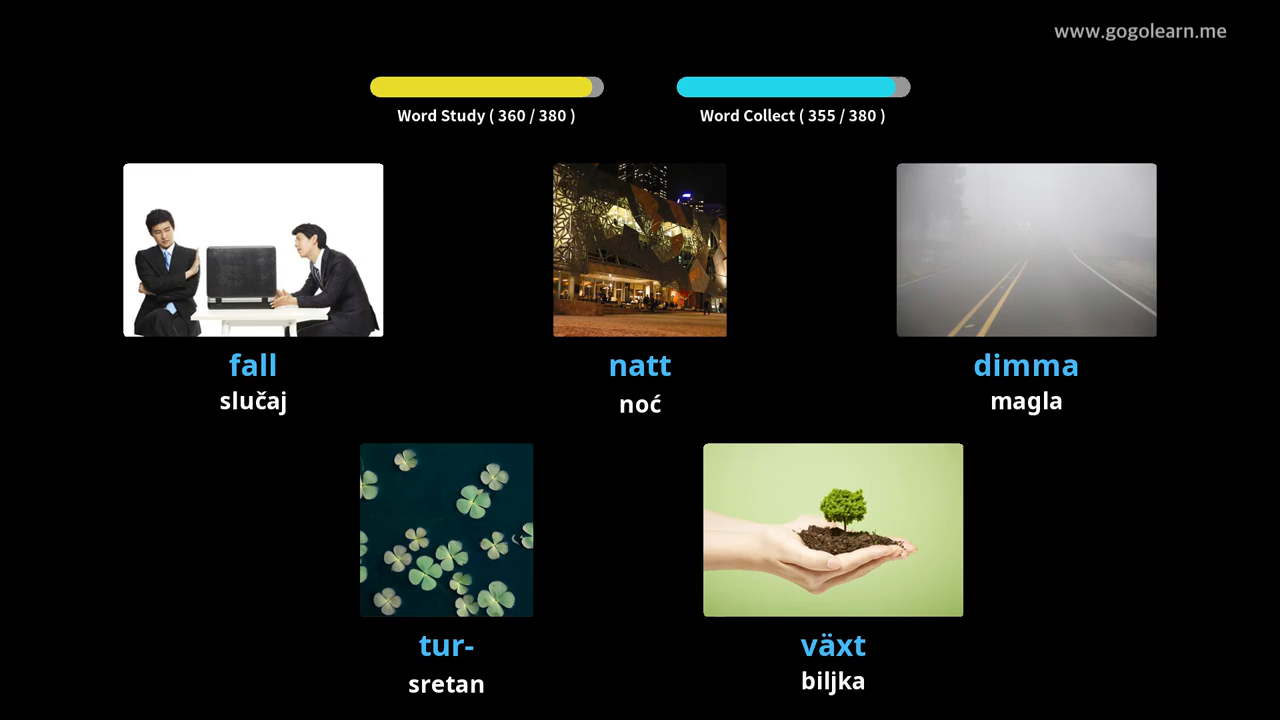 www.gogolearn.me
Word Study ( 360 / 380 )
Word Collect ( 355 / 380 )
fall
slučaj
natt
noć
dimma
magla
tur-
sretan
växt
biljka